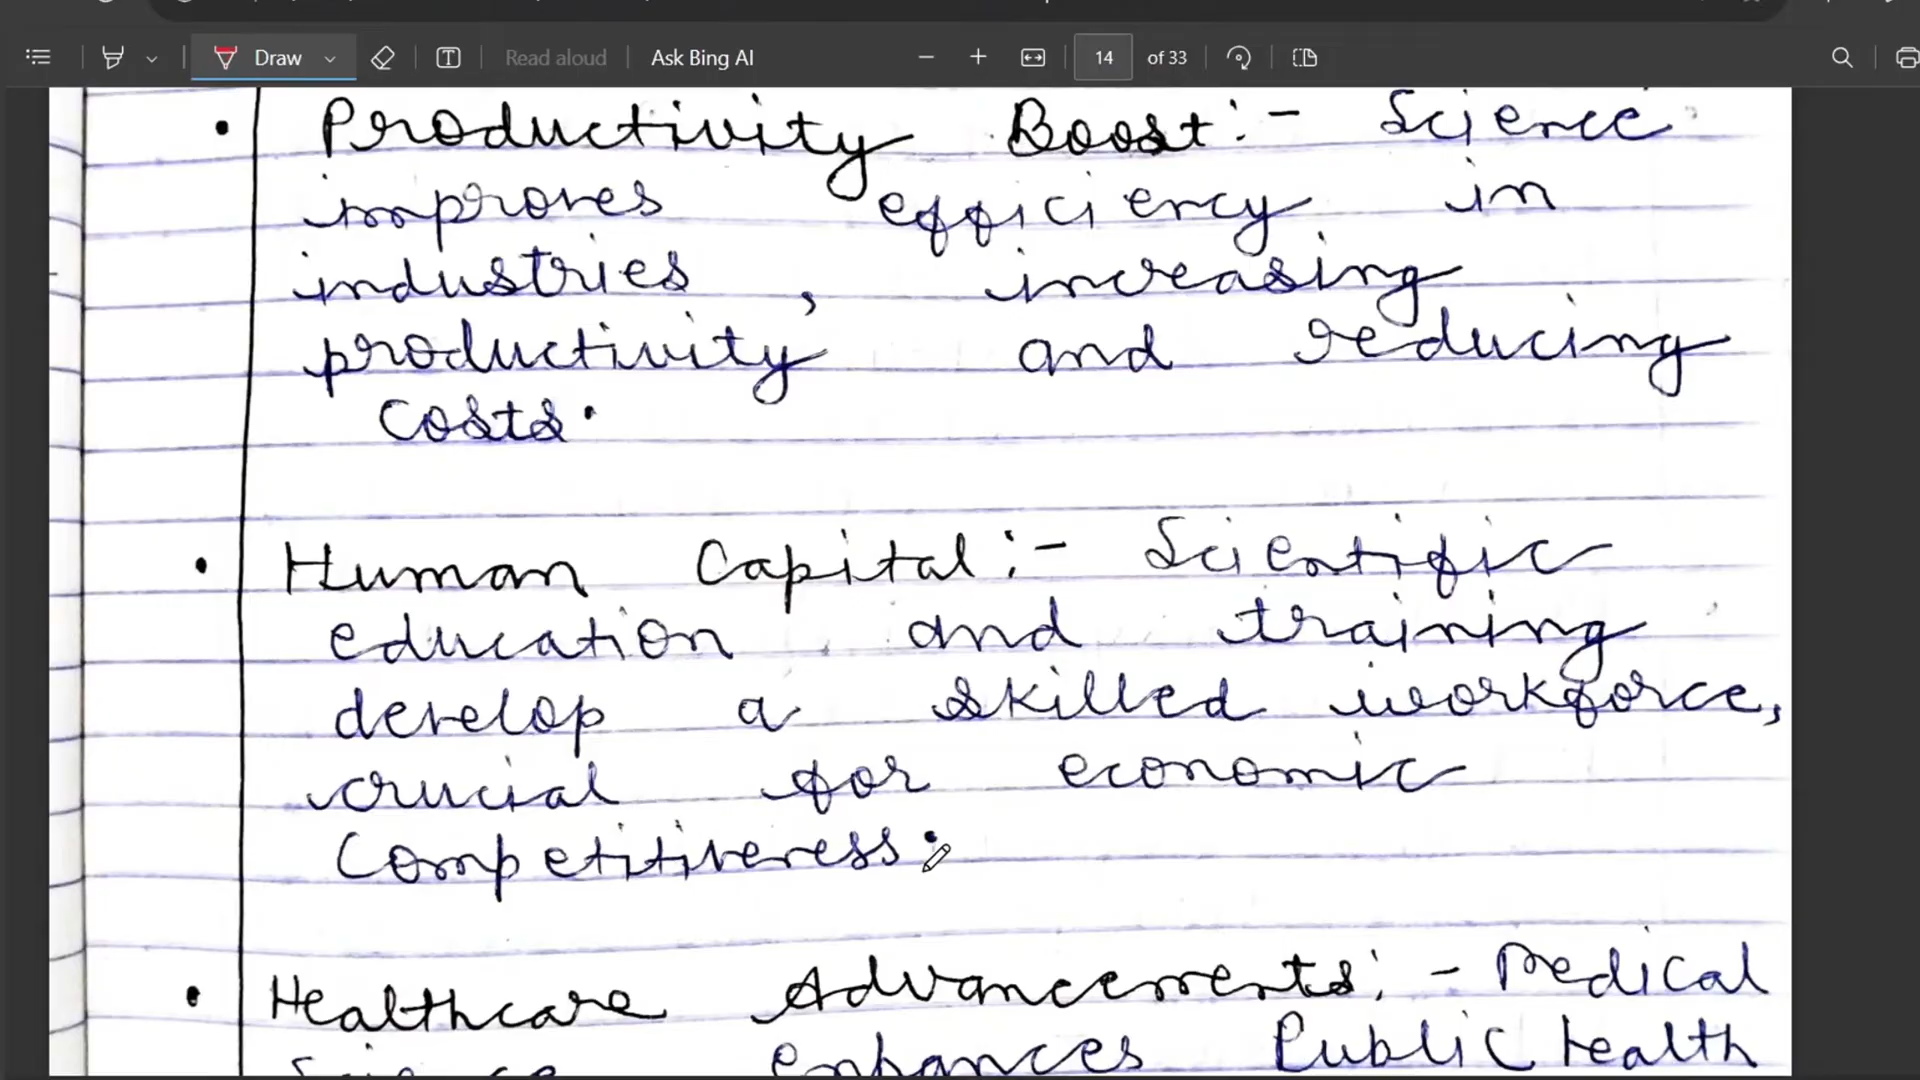 Draw
Read aloud
Ask Bing AI
14 of 33
• Productivity Boost:- Science
improves efficiency in
industries, increasing
productivity and reducing
costs.
• Human Capital:- Scientific
education and training
develop a skilled workforce,
crucial for economic
Competitiveness.
• Healthcare Advancements:- Medical
Science enhances Public health